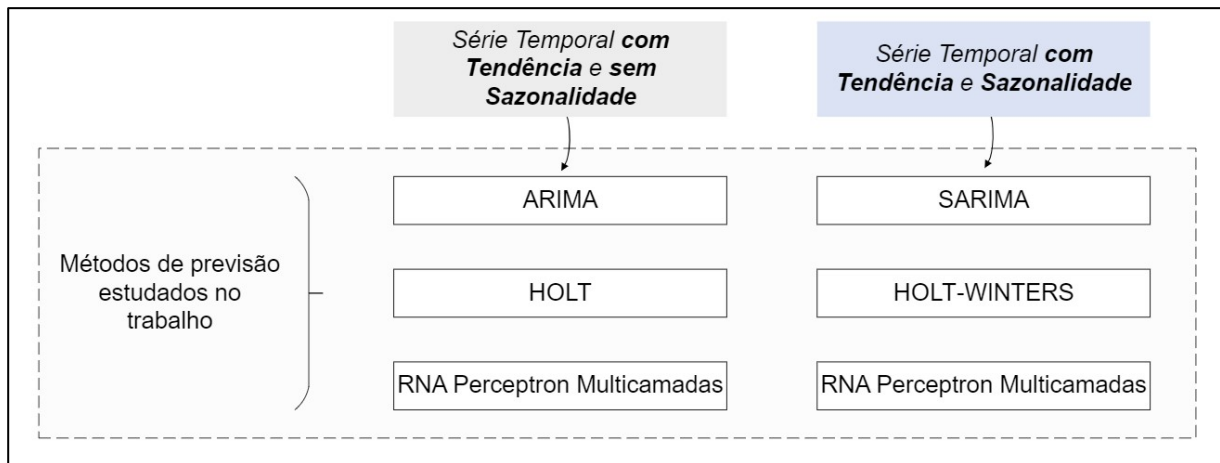 Série Temporal com
Tendência e sem
Sazonalidade
Série Temporal com
Tendência e Sazonalidade
Métodos de previsão
estudados no
trabalho
ARIMA
SARIMA
HOLT
HOLT-WINTERS
RNA Perceptron Multicamadas
RNA Perceptron Multicamadas